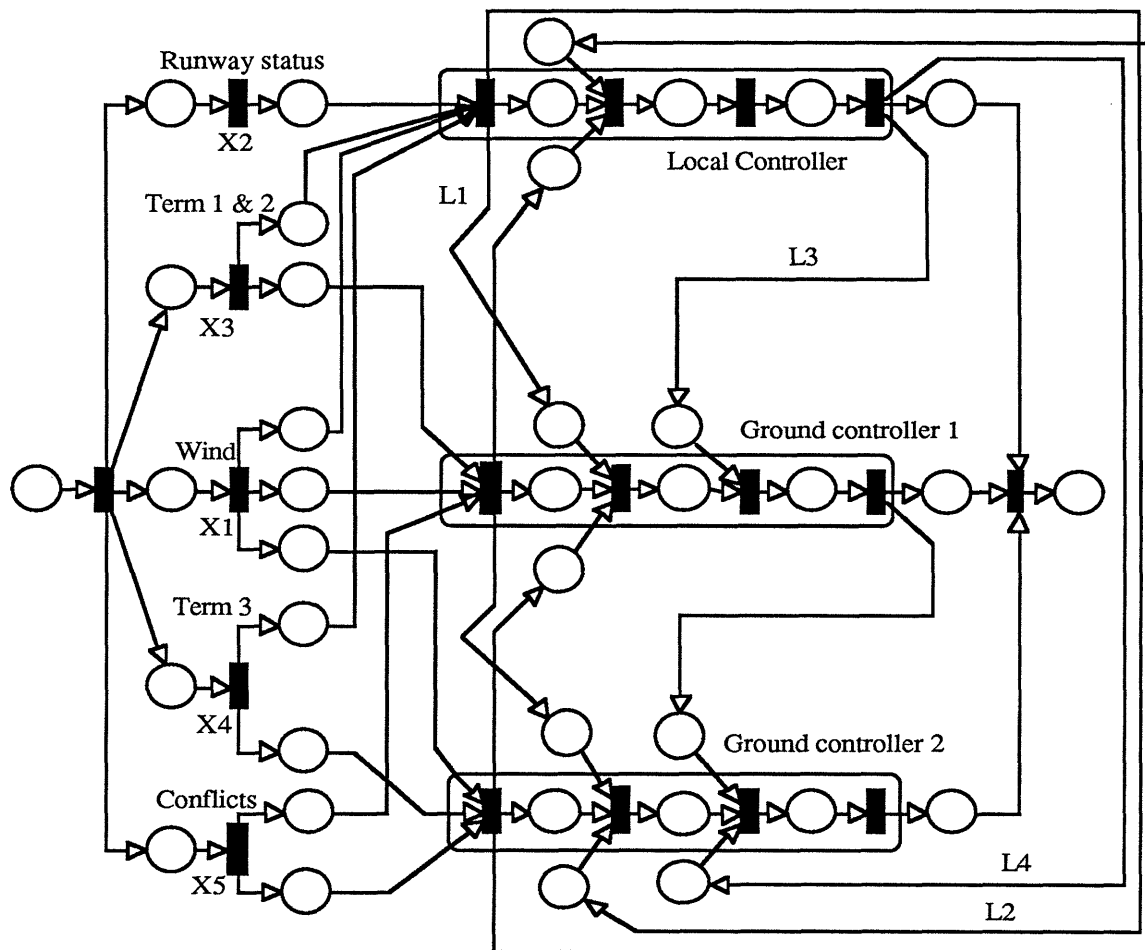 Runway status
X2
Local Controller
L1
Term 1 & 2
L3
X3
Ground controller 1
Wind
X1
Term 3
X4
Ground controller 2
Conflicts
X5
L4
L2